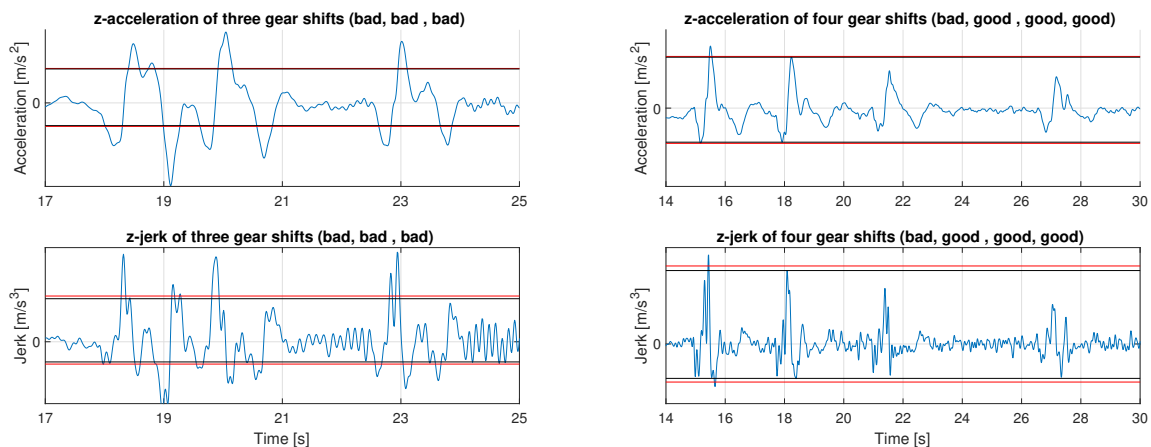 z-acceleration of three gear shifts (bad, bad , bad)
Acceleration [m/s²]
0
17 19 21 23 25
z-acceleration of four gear shifts (bad, good , good, good)
Acceleration [m/s²]
0
14 16 18 20 22 24 26 28 30
z-jerk of three gear shifts (bad, bad , bad)
Jerk [m/s³]
0
17 19 21 23 25
Time [s]
z-jerk of four gear shifts (bad, good , good, good)
Jerk [m/s³]
0
14 16 18 20 22 24 26 28 30
Time [s]